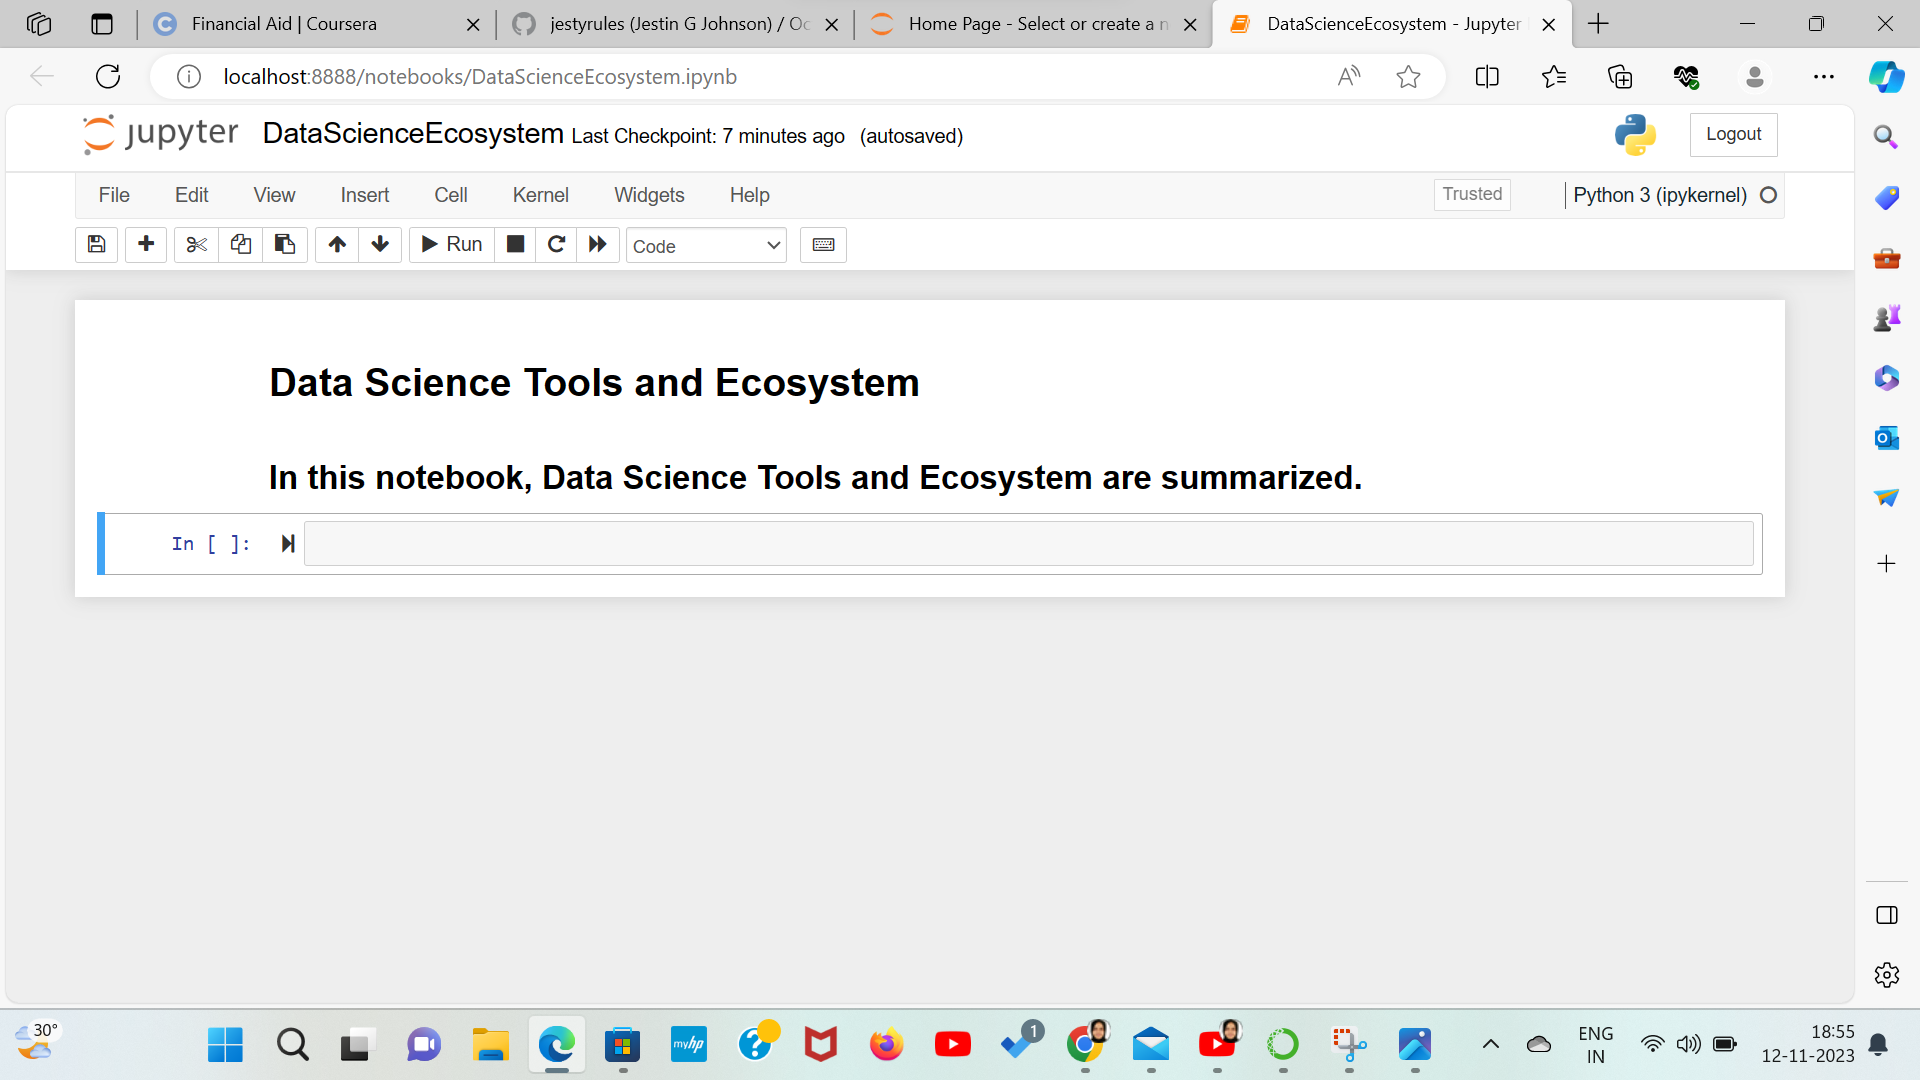 Financial Aid | Coursera
jestyrules (Jestin G Johnson) / Oc
Home Page - Select or create a n
DataScienceEcosystem - Jupyter
localhost:8888/notebooks/DataScienceEcosystem.ipynb
jupyter DataScienceEcosystem Last Checkpoint: 7 minutes ago (autosaved)
Logout
File Edit View Insert Cell Kernel Widgets Help
Trusted
Python 3 (ipykernel)
Run
Code
Data Science Tools and Ecosystem
In this notebook, Data Science Tools and Ecosystem are summarized.
In [ ]:
30°
myhp
1
ENG
IN
18:55
12-11-2023